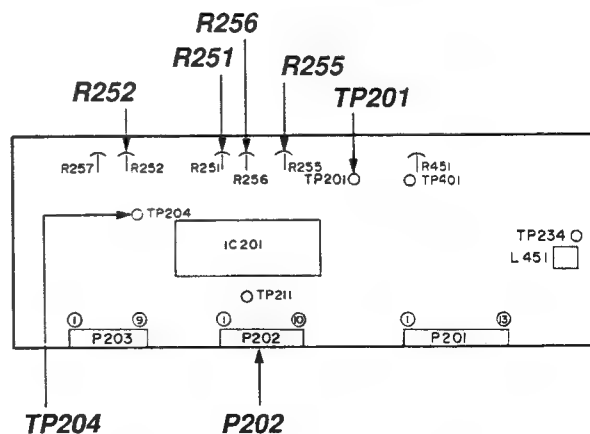 R256
R251
R255
R252
TP201
R257
R252
R251
R256
R255
TP201
R451
TP401
TP204
IC201
TP234
L451
TP211
1
9
1
10
1
13
P203
P202
P201
TP204
P202